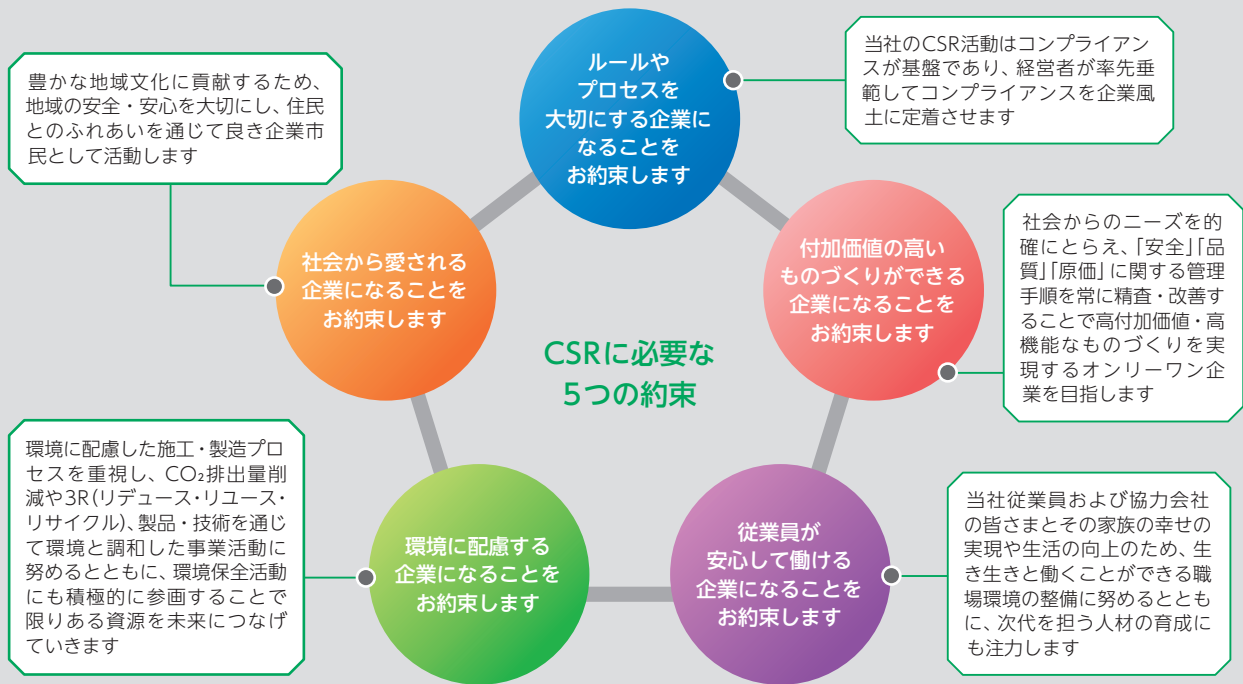 ルールや
プロセスを
大切にする企業に
なることを
お約束します
当社のCSR活動はコンプライアン
スが基盤であり、経営者が率先垂
範してコンプライアンスを企業風
土に定着させます
豊かな地域文化に貢献するため、
地域の安全・安心を大切にし、住民
とのふれあいを通じて良き企業市
民として活動します
社会から愛される
企業になることを
お約束します
付加価値の高い
ものづくりができる
企業になることを
お約束します
社会からのニーズを的
確にとらえ、「安全」「品
質」「原価」に関する管理
手順を常に精査・改善す
ることで高付加価値・高
機能なものづくりを実
現するオンリーワン企
業を目指します
CSRに必要な
5つの約束
環境に配慮した施工・製造プロ
セスを重視し、CO₂排出量削
減や3R(リデュース・リユース・
リサイクル)、製品・技術を通じ
て環境と調和した事業活動に
努めるとともに、環境保全活動
にも積極的に参画することで
限りある資源を未来につなげ
ていきます
環境に配慮する
企業になることを
お約束します
従業員が
安心して働ける
企業になることを
お約束します
当社従業員および協力会社
の皆さまとその家族の幸せの
実現や生活の向上のため、生
き生きと働くことができる職
場環境の整備に努めるととも
に、次代を担う人材の育成に
も注力します